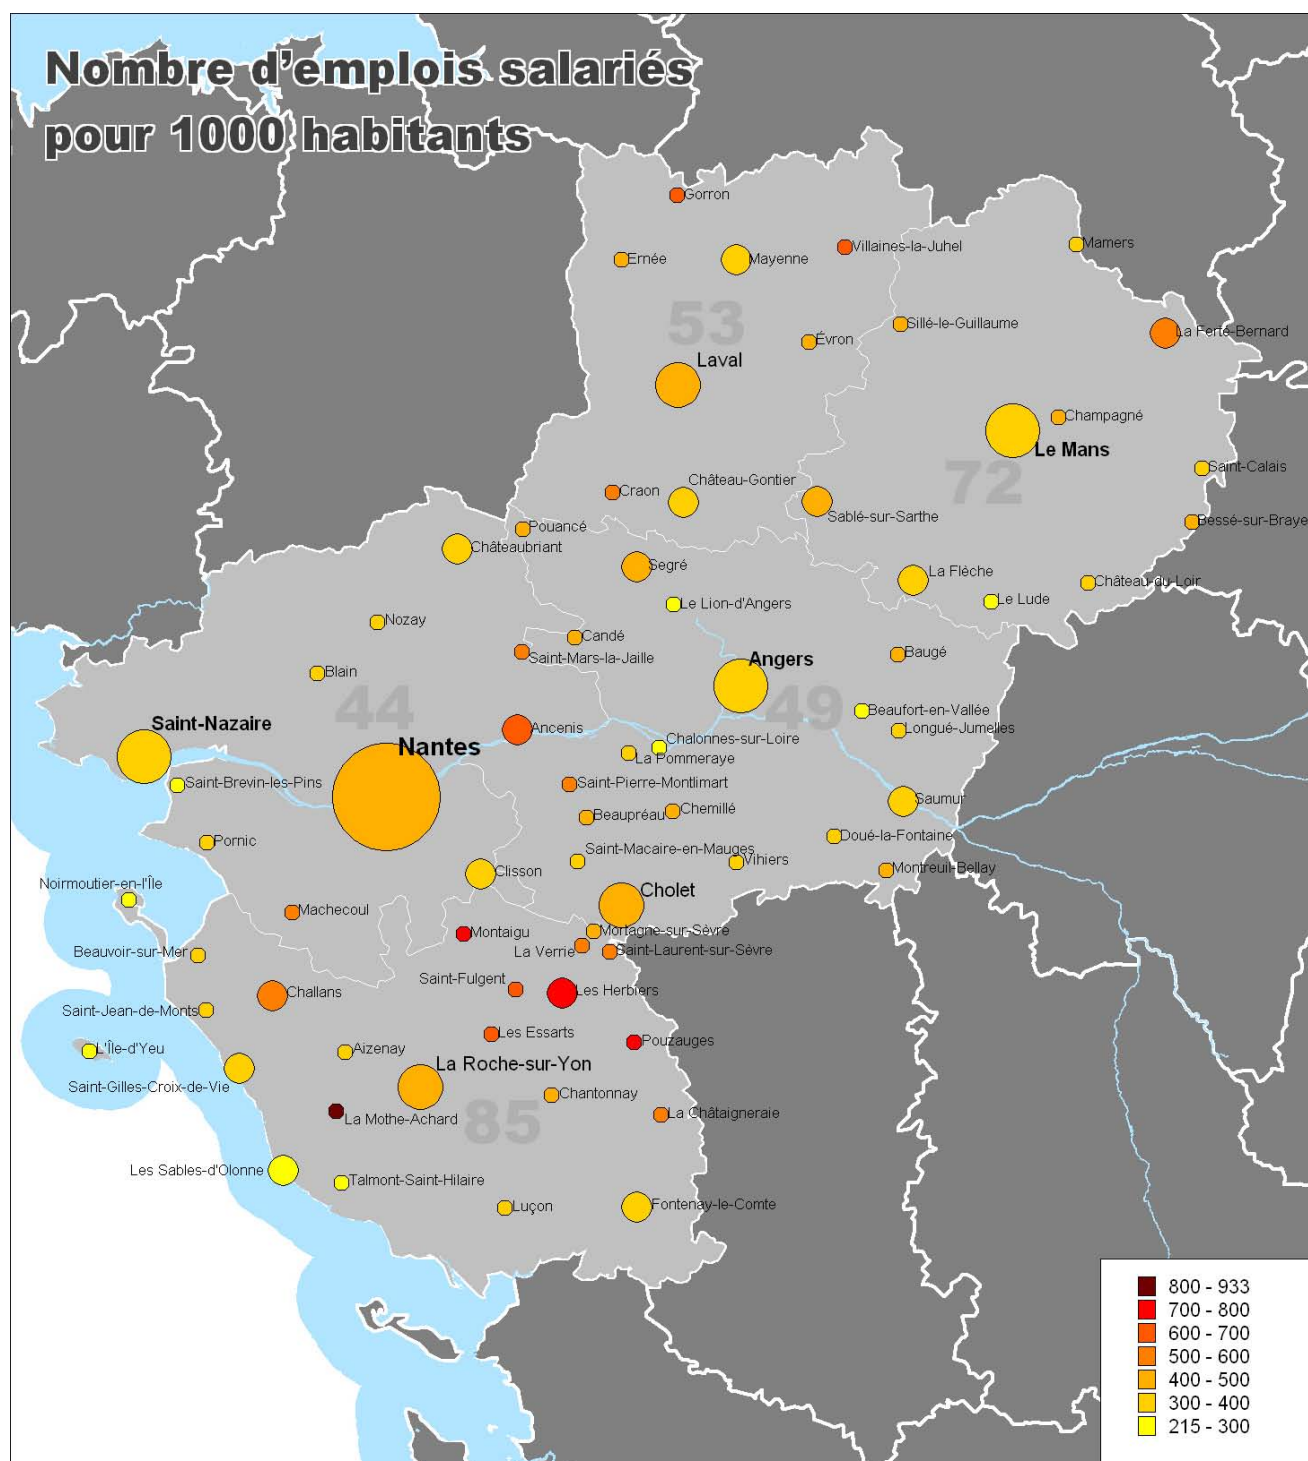 Nombre d'emplois salariés
pour 1000 habitants
Gorron
Villaines-la-Juhel
Mamers
Ernée
Mayenne
53
Sillé-le-Guillaume
La Ferté-Bernard
Évron
Laval
Champagné
Le Mans
Saint-Calais
72
Château-Gontier
Craon
Sablé-sur-Sarthe
Bessé-sur-Braye
Pouancé
Châteaubriant
Segré
La Flèche
Château-du-Loir
Le Lude
Le Lion-d'Angers
Nozay
Candé
Saint-Mars-la-Jaille
Baugé
Angers
Blain
44
49
Beaufort-en-Vallée
Saint-Nazaire
Ancenis
Longué-Jumelles
Nantes
Chalonnes-sur-Loire
La Pommeraye
Saint-Brevin-les-Pins
Saint-Pierre-Montlimart
Saumur
Beaupréau
Chemillé
Doué-la-Fontaine
Pornic
Saint-Macaire-en-Mauges
Vihiers
Clisson
Montreuil-Bellay
Noirmoutier-en-l'Île
Cholet
Machecoul
Montaigu
Mortagne-sur-Sèvre
La Verrie
Saint-Laurent-sur-Sèvre
Beauvoir-sur-Mer
Saint-Fulgent
Challans
Les Herbiers
Saint-Jean-de-Monts
Les Essarts
Pouzauges
L'Île-d'Yeu
Aizenay
La Roche-sur-Yon
Saint-Gilles-Croix-de-Vie
Chantonnay
La Mothe-Achard
La Châtaigneraie
85
Les Sables-d'Olonne
Talmont-Saint-Hilaire
Luçon
Fontenay-le-Comte
800 - 933
700 - 800
600 - 700
500 - 600
400 - 500
300 - 400
215 - 300